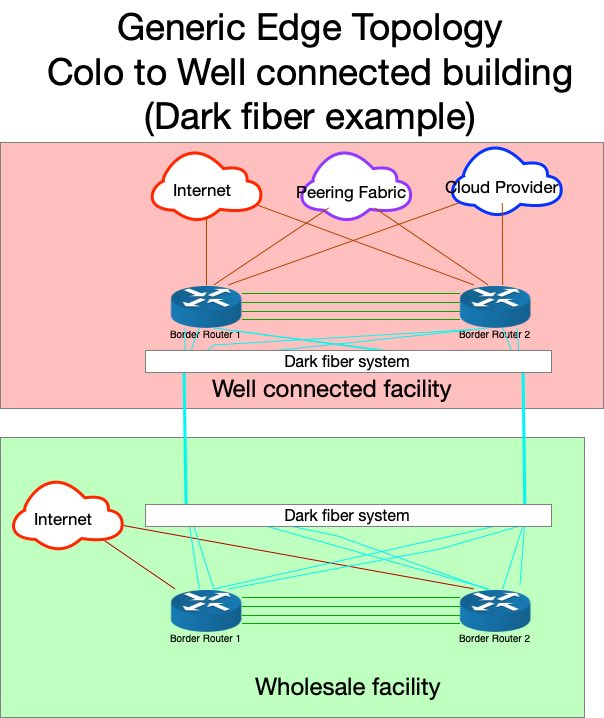 Generic Edge Topology
Colo to Well connected building
(Dark fiber example)
Internet
Peering Fabric
Cloud Provider
Border Router 1
Border Router 2
Dark fiber system
Well connected facility
Dark fiber system
Internet
Border Router 1
Border Router 2
Wholesale facility